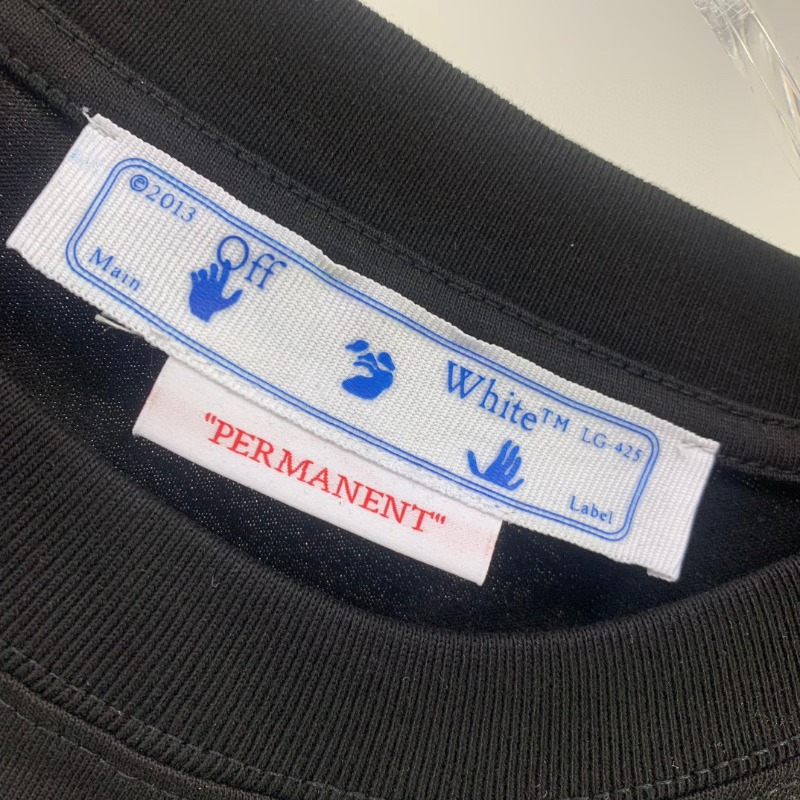 ©2013
Off
White™ LG-425
Main
Label
"PERMANENT"